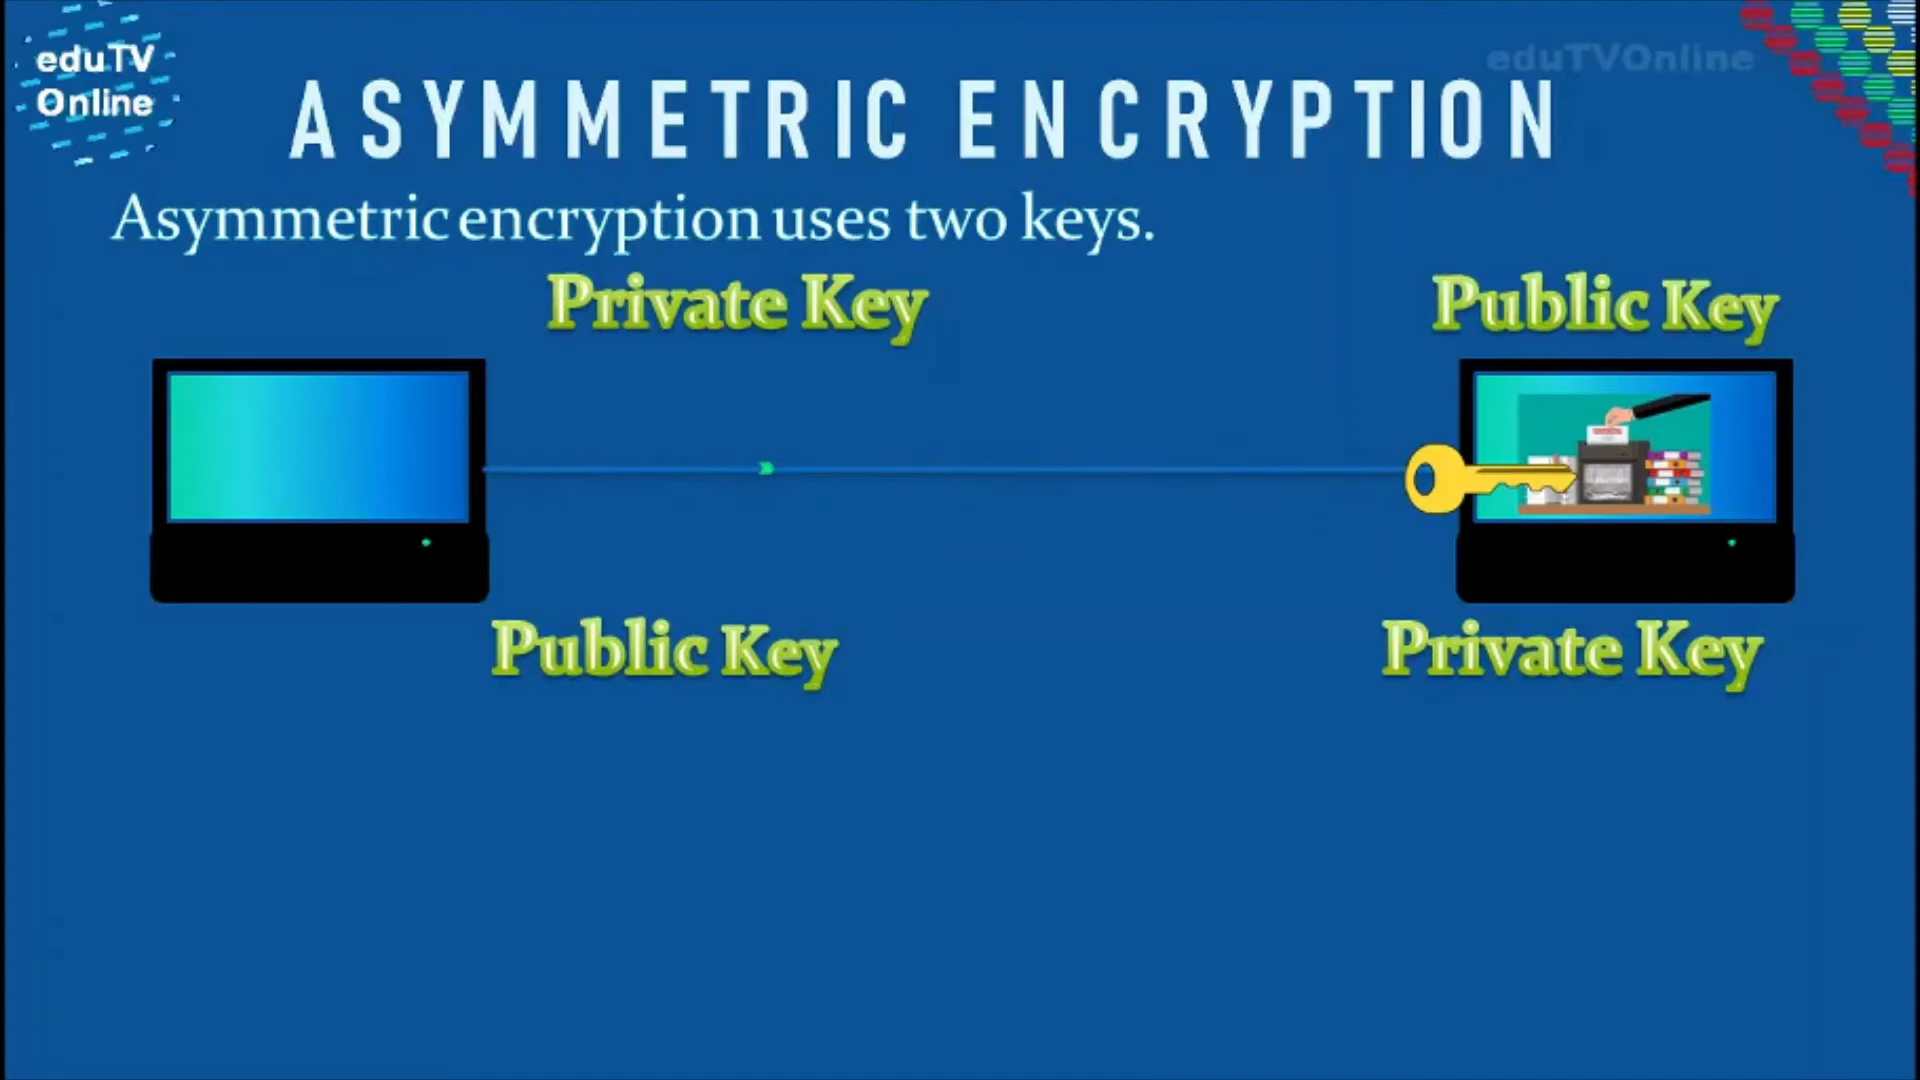 eduTV
Online
eduTVOnline
ASYMMETRIC ENCRYPTION
Asymmetric encryption uses two keys.
Private Key
Public Key
Public Key
Private Key